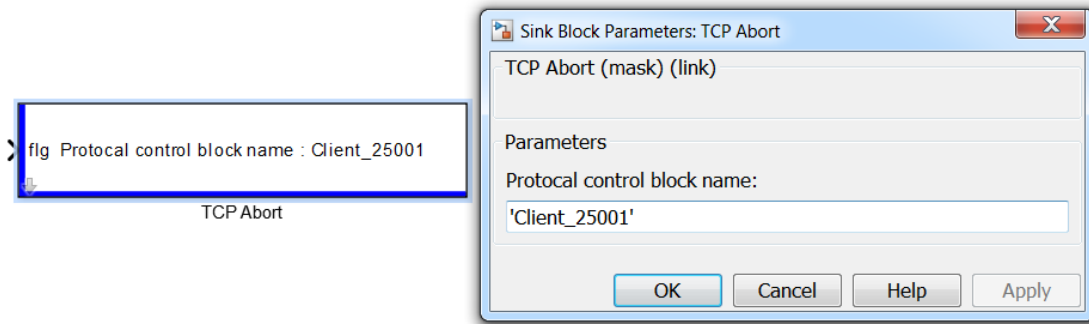 flg Protocal control block name : Client_25001
TCP Abort
Sink Block Parameters: TCP Abort
X
TCP Abort (mask) (link)
Parameters
Protocal control block name:
'Client_25001'
OK Cancel Help Apply